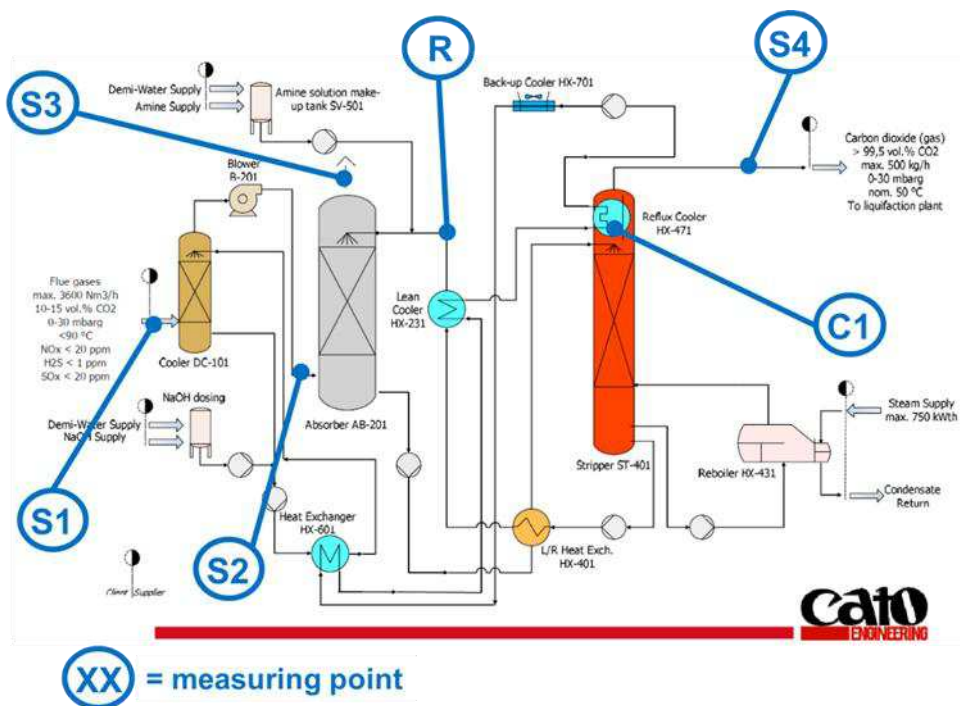 R
S4
S3
Demi-Water Supply
Amine Supply
Amine solution make-
up tank SV-501
Back-up Cooler HX-701
Carbon dioxide (gas)
> 99,5 vol.% CO2
max. 500 kg/h
0-30 mbarg
nom. 50 °C
To liquifaction plant
Blower
B-201
Reflux Cooler
HX-471
Flue gases
max. 3600 Nm3/h
10-15 vol.% CO2
0-30 mbarg
<90 °C
NOx < 20 ppm
H2S < 1 ppm
SOx < 20 ppm
Lean
Cooler
HX-231
C1
Cooler DC-101
NaOH dosing
Demi-Water Supply
NaOH Supply
Absorber AB-201
Steam Supply
max. 750 kWth
Stripper ST-401
Reboiler HX-431
Condensate
Return
S1
S2
Heat Exchanger
HX-601
L/R Heat Exch.
HX-401
Client Supplier
cato
ENGINEERING
XX = measuring point